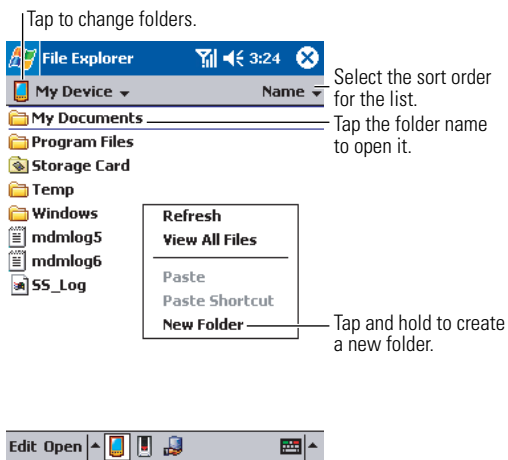 Tap to change folders.
File Explorer 3:24
My Device Name
Select the sort order
for the list.
My Documents
Tap the folder name
to open it.
Program Files
Storage Card
Temp
Windows
mdmlog5
mdmlog6
SS_Log
Refresh
View All Files
Paste
Paste Shortcut
New Folder
Tap and hold to create
a new folder.
Edit Open